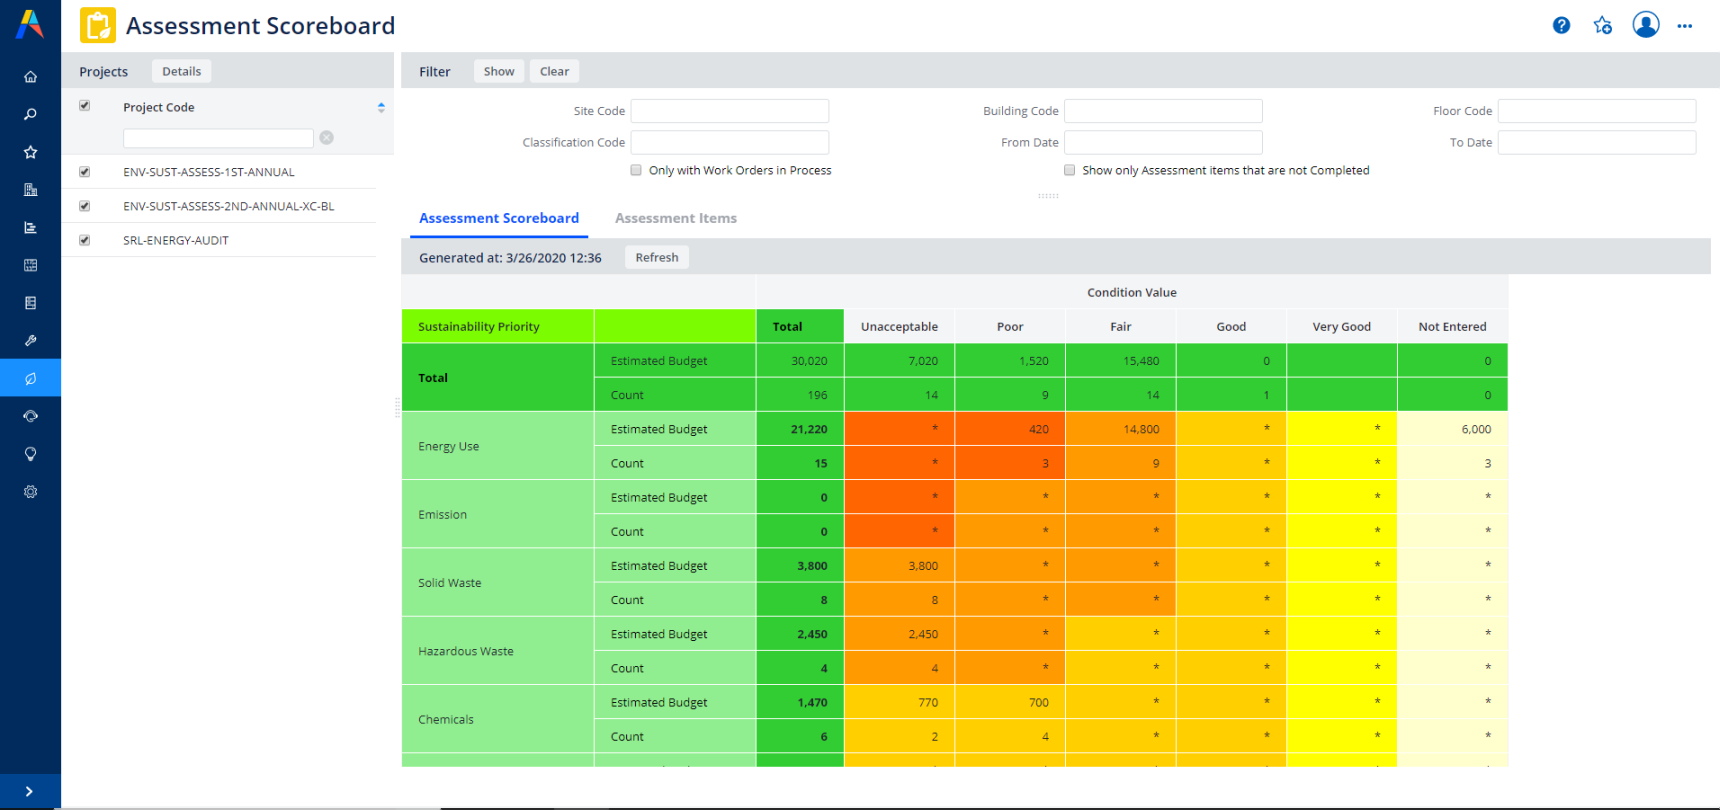 Assessment Scoreboard
Projects Details
Project Code
ENV-SUST-ASSESS-1ST-ANNUAL
ENV-SUST-ASSESS-2ND-ANNUAL-XC-BL
SRL-ENERGY-AUDIT
Filter Show Clear
Site Code Building Code Floor Code
Classification Code From Date To Date
Only with Work Orders in Process Show only Assessment items that are not Completed
Assessment Scoreboard Assessment Items
Generated at: 3/26/2020 12:36 Refresh
Condition Value
Sustainability Priority Total Unacceptable Poor Fair Good Very Good Not Entered
Total Estimated Budget 30,020 7,020 1,520 15,480 0 0
Count 196 14 9 14 1 0
Energy Use Estimated Budget 21,220 * 420 14,800 * * 6,000
Count 15 * 3 9 * * 3
Emission Estimated Budget 0 * * * * * *
Count 0 * * * * * *
Solid Waste Estimated Budget 3,800 3,800 * * * * *
Count 8 8 * * * * *
Hazardous Waste Estimated Budget 2,450 2,450 * * * * *
Count 4 4 * * * * *
Chemicals Estimated Budget 1,470 770 700 * * * *
Count 6 2 4 * * * *